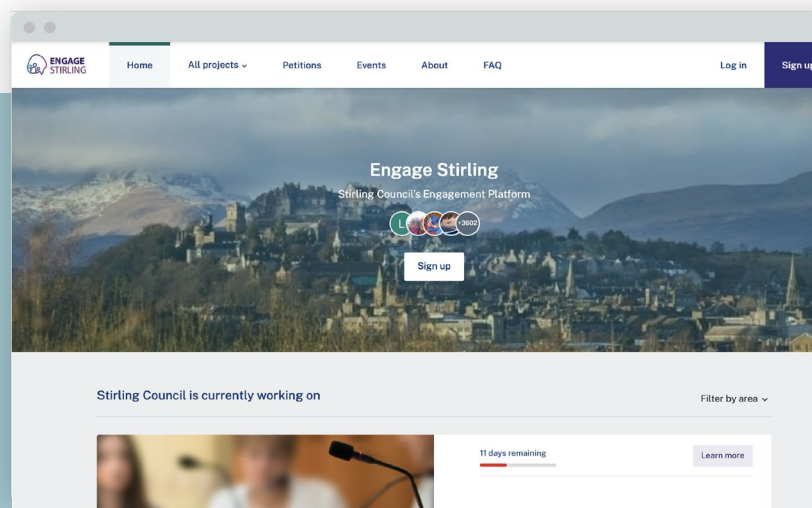 ENGAGE
STIRLING
Home
All projects
Petitions
Events
About
FAQ
Log in
Sign up
Engage Stirling
Stirling Council's Engagement Platform
L
+3602
Sign up
Stirling Council is currently working on
Filter by area
11 days remaining
Learn more